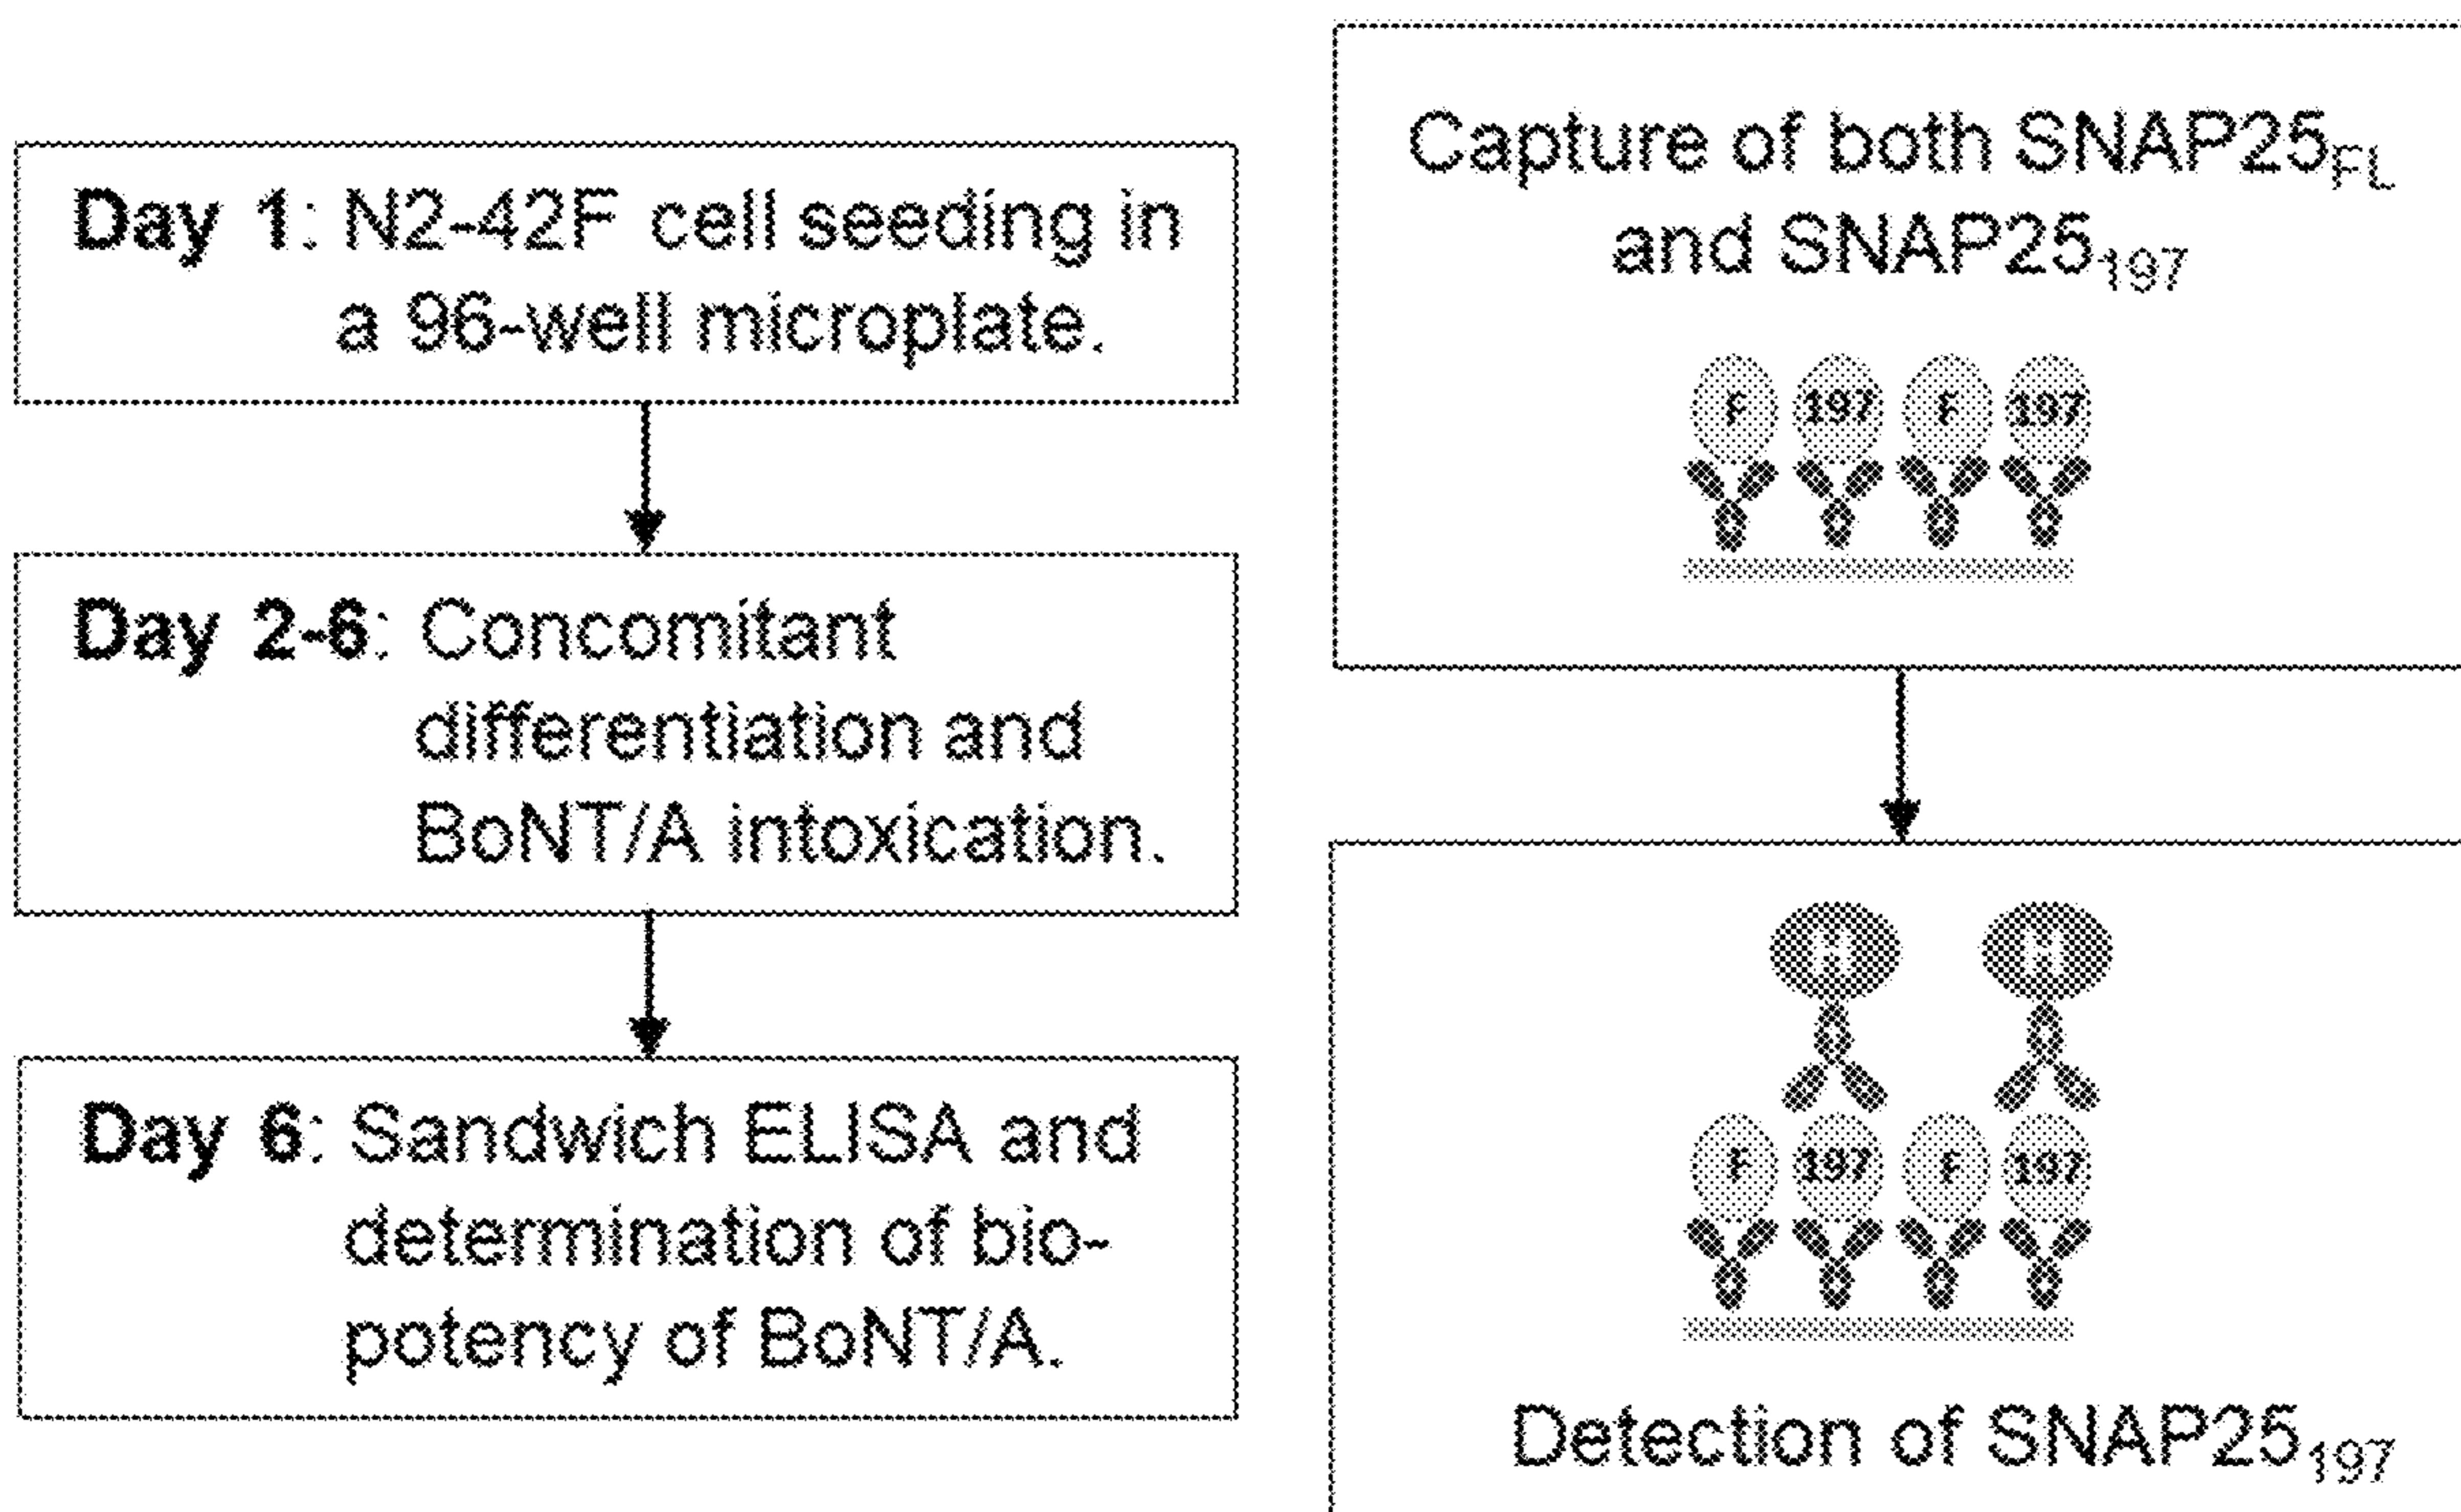 Day 1: N2-42F cell seeding in
a 96-well microplate.
Day 2-6: Concomitant
differentiation and
BoNT/A intoxication.
Day 6: Sandwich ELISA and
determination of bio-
potency of BoNT/A.
Capture of both SNAP25FL
and SNAP25197
F 197 F 197
H H
F 197 F 197
Detection of SNAP25197